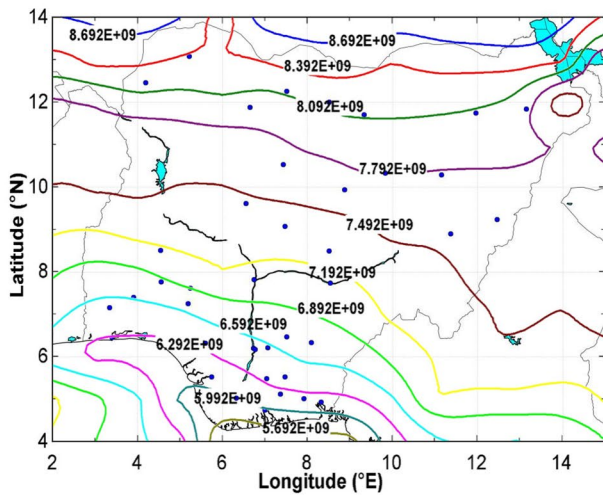 14
8.692E+09
8.692E+09
8.392E+09
12
8.092E+09
7.792E+09
10
7.492E+09
8
7.192E+09
6.892E+09
6.592E+09
6
6.292E+09
5.992E+09
5.692E+09
4
2 4 6 8 10 12 14
Latitude (°N)
Longitude (°E)